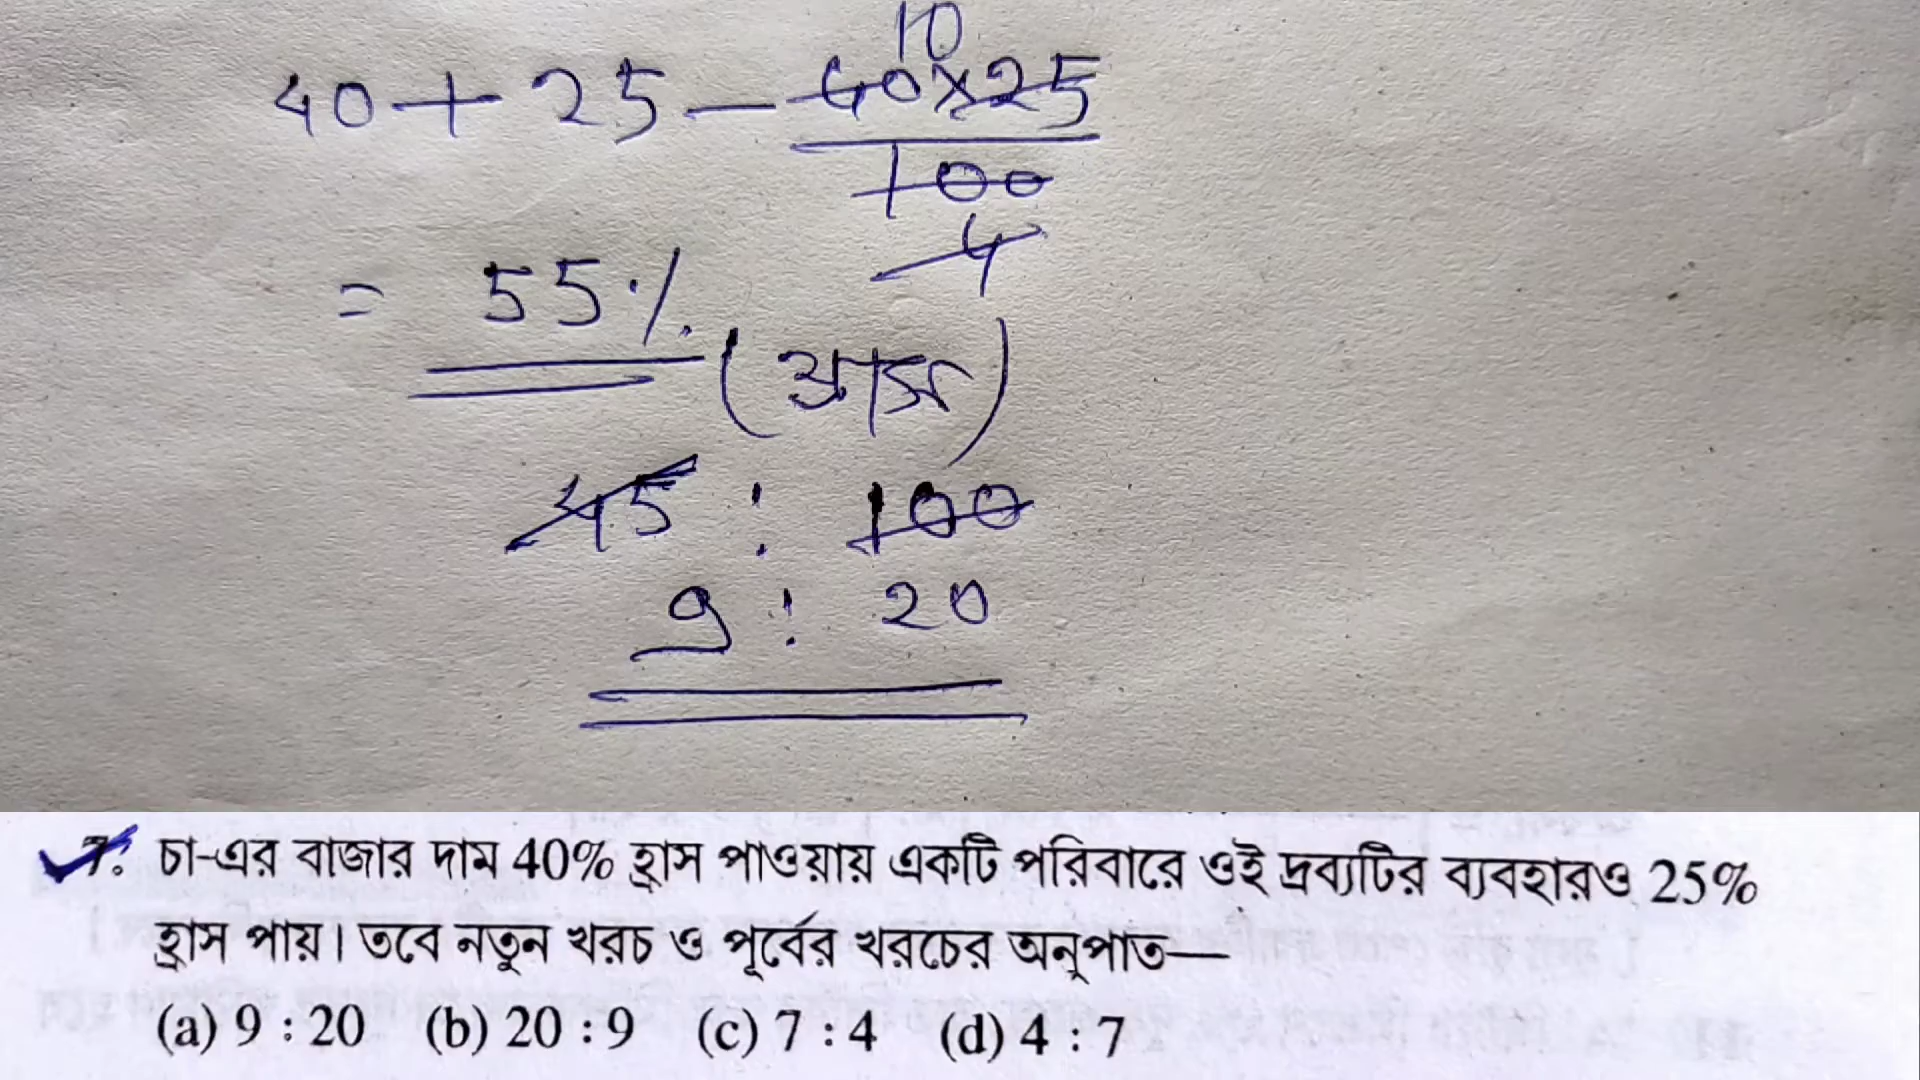 40 + 25 - 40×25/100
10
4
= 55%
(হ্রাস)
45 : 100
9 : 20
7. চা-এর বাজার দাম 40% হ্রাস পাওয়ায় একটি পরিবারে ওই দ্রব্যটির ব্যবহারও 25%
হ্রাস পায়। তবে নতুন খরচ ও পূর্বের খরচের অনুপাত—
(a) 9 : 20 (b) 20 : 9 (c) 7 : 4 (d) 4 : 7